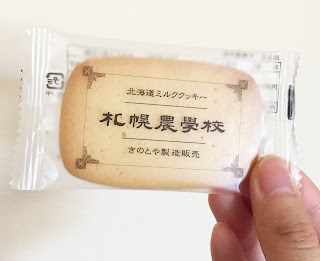 北海道ミルククッキー
札幌農學校
きのとや製造販売